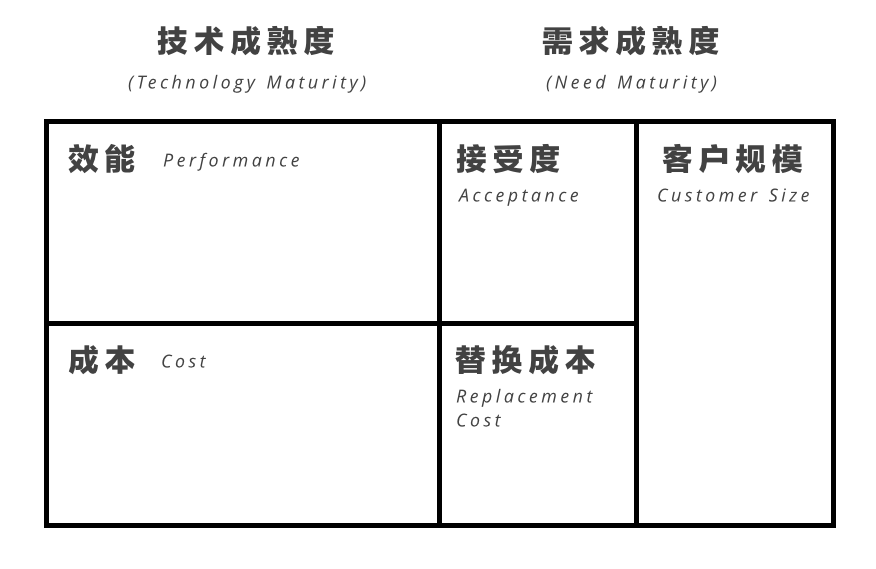 技术成熟度
(Technology Maturity)
需求成熟度
(Need Maturity)
效能 Performance
接受度
Acceptance
客户规模
Customer Size
成本 Cost
替换成本
Replacement
Cost